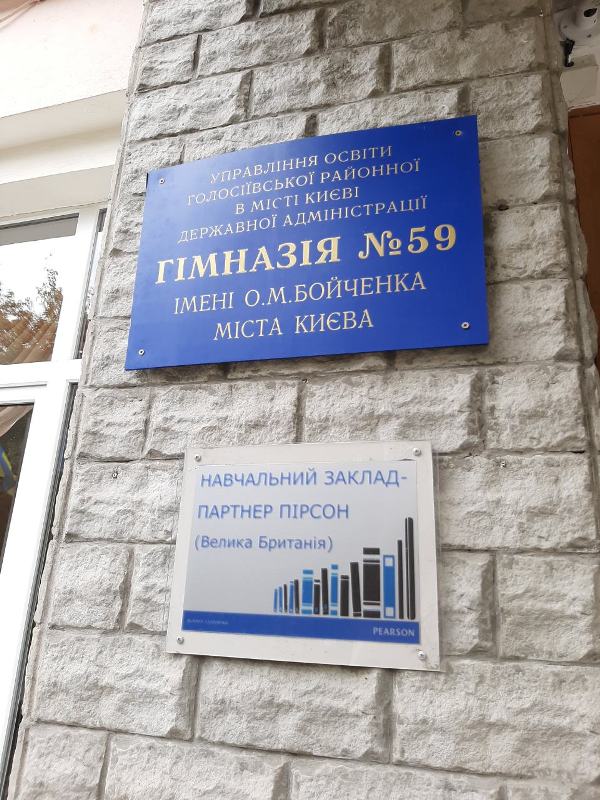 УПРАВЛІННЯ ОСВІТИ
ГОЛОСІЇВСЬКОЇ РАЙОННОЇ
В МІСТІ КИЄВІ
ДЕРЖАВНОЇ АДМІНІСТРАЦІЇ
ГІМНАЗІЯ №59
ІМЕНІ О.М.БОЙЧЕНКА
МІСТА КИЄВА
НАВЧАЛЬНИЙ ЗАКЛАД-
ПАРТНЕР ПІРСОН
(Велика Британія)
PEARSON